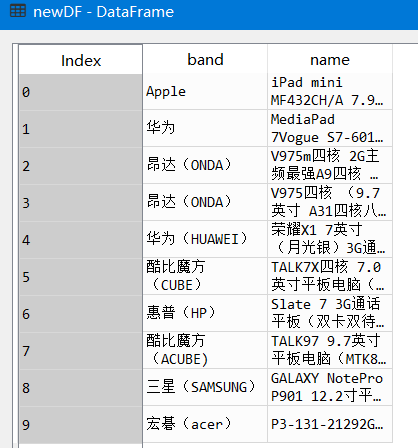 newDF - DataFrame
Index band name
0 Apple iPad mini
MF432CH/A 7.9…
1 华为 MediaPad
7Vogue S7-601…
2 昂达（ONDA） V975m四核 2G主
频最强A9四核 …
3 昂达（ONDA） V975四核 （9.7
英寸 A31四核八…
4 华为（HUAWEI） 荣耀X1 7英寸
（月光银）3G通…
5 酷比魔方
（CUBE） TALK7X四核 7.0
英寸平板电脑（…
6 惠普（HP） Slate 7 3G通话
平板（双卡双待…
7 酷比魔方
（ACUBE) TALK97 9.7英寸
平板电脑（MTK8…
8 三星（SAMSUNG） GALAXY NotePro
P901 12.2寸平…
9 宏碁（acer） P3-131-21292G…